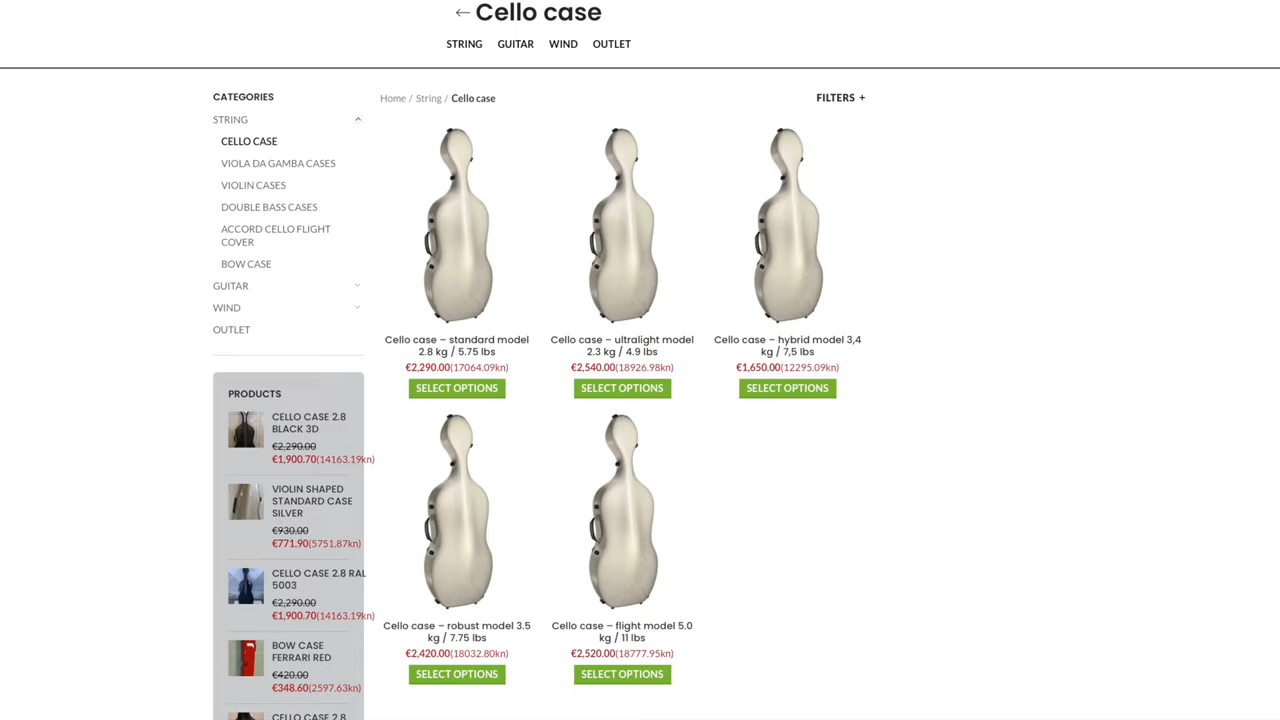 ← Cello case
STRING GUITAR WIND OUTLET
CATEGORIES
STRING
CELLO CASE
VIOLA DA GAMBA CASES
VIOLIN CASES
DOUBLE BASS CASES
ACCORD CELLO FLIGHT
COVER
BOW CASE
GUITAR
WIND
OUTLET
PRODUCTS
CELLO CASE 2.8
BLACK 3D
€2,290.00
€1,900.70(14163.19kn)
VIOLIN SHAPED
STANDARD CASE
SILVER
€930.00
€771.90(5751.87kn)
CELLO CASE 2.8 RAL
5003
€2,290.00
€1,900.70(14163.19kn)
BOW CASE
FERRARI RED
€420.00
€348.60(2597.63kn)
CELLO CASE 2.8
Home / String / Cello case
FILTERS +
Cello case – standard model
2.8 kg / 5.75 lbs
€2,290.00(17064.09kn)
SELECT OPTIONS
Cello case – ultralight model
2.3 kg / 4.9 lbs
€2,540.00(18926.98kn)
SELECT OPTIONS
Cello case – hybrid model 3,4
kg / 7,5 lbs
€1,650.00(12295.09kn)
SELECT OPTIONS
Cello case – robust model 3.5
kg / 7.75 lbs
€2,420.00(18032.80kn)
SELECT OPTIONS
Cello case – flight model 5.0
kg / 11 lbs
€2,520.00(18777.95kn)
SELECT OPTIONS